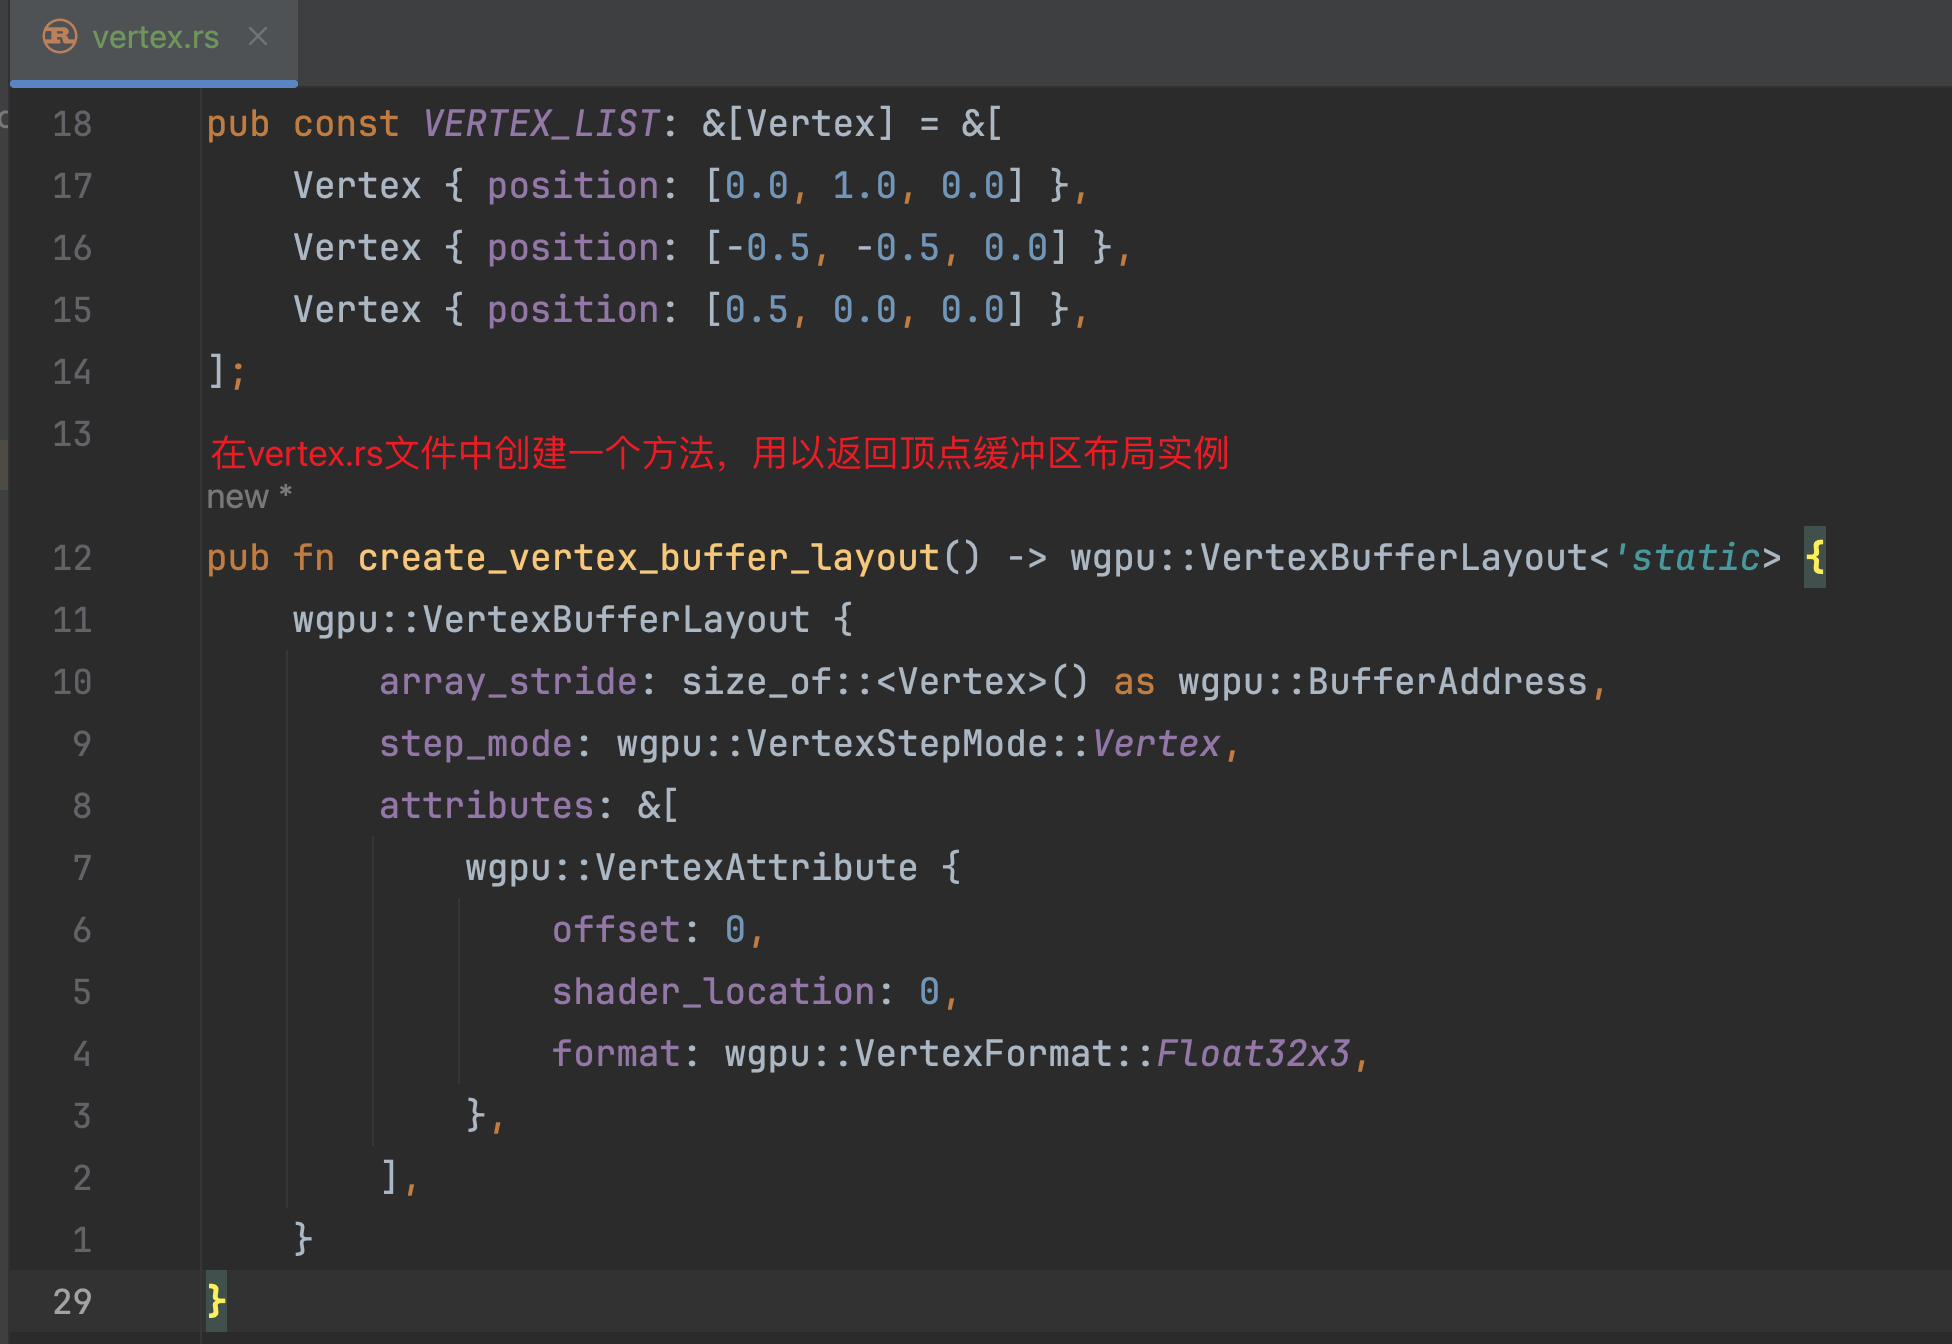 vertex.rs
18 pub const VERTEX_LIST: &[Vertex] = &[
17 Vertex { position: [0.0, 1.0, 0.0] },
16 Vertex { position: [-0.5, -0.5, 0.0] },
15 Vertex { position: [0.5, 0.0, 0.0] },
14 ];
13
在vertex.rs文件中创建一个方法，用以返回顶点缓冲区布局实例
new *
12 pub fn create_vertex_buffer_layout() -> wgpu::VertexBufferLayout<'static> {
11 wgpu::VertexBufferLayout {
10 array_stride: size_of::<Vertex>() as wgpu::BufferAddress,
9 step_mode: wgpu::VertexStepMode::Vertex,
8 attributes: &[
7 wgpu::VertexAttribute {
6 offset: 0,
5 shader_location: 0,
4 format: wgpu::VertexFormat::Float32x3,
3 },
2 ],
1 }
29 }